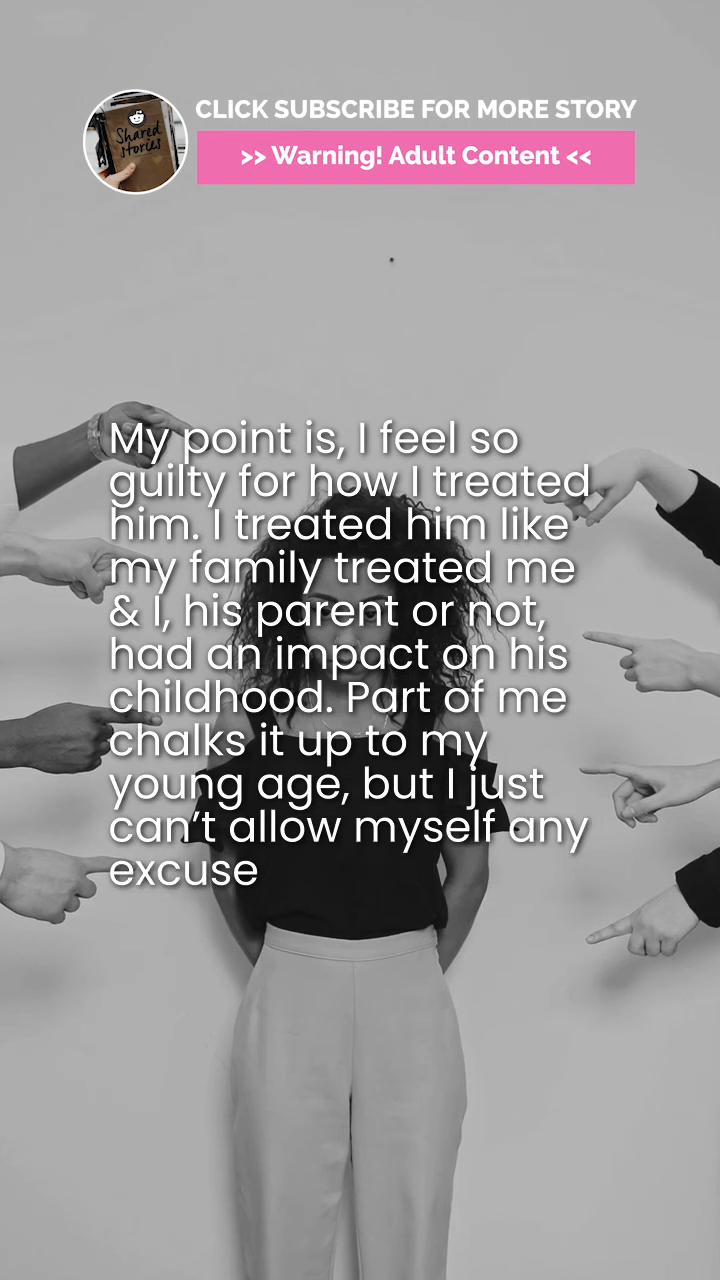 CLICK SUBSCRIBE FOR MORE STORY
Shared
stories
>> Warning! Adult Content <<
My point is, I feel so
guilty for how I treated
him. I treated him like
my family treated me
& I, his parent or not,
had an impact on his
childhood. Part of me
chalks it up to my
young age, but I just
can't allow myself any
excuse